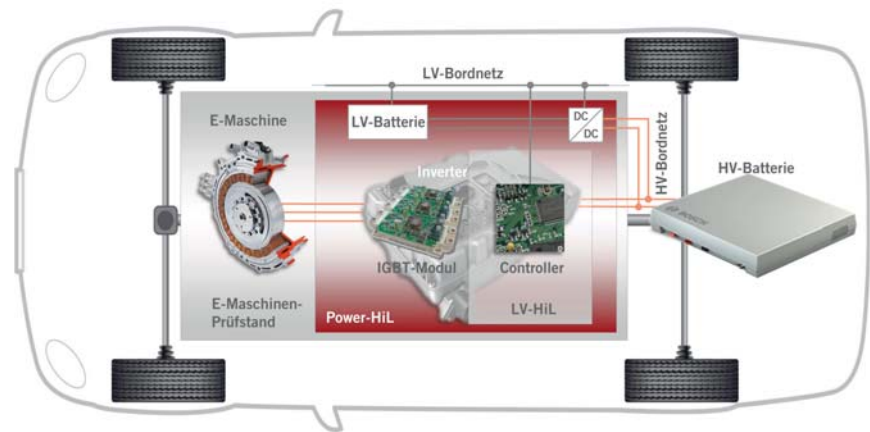 LV-Bordnetz
E-Maschine
LV-Batterie
DC
DC
HV-Bordnetz
HV-Batterie
Inverter
BOSCH
IGBT-Modul
Controller
E-Maschinen-
Prüfstand
Power-HiL
LV-HiL